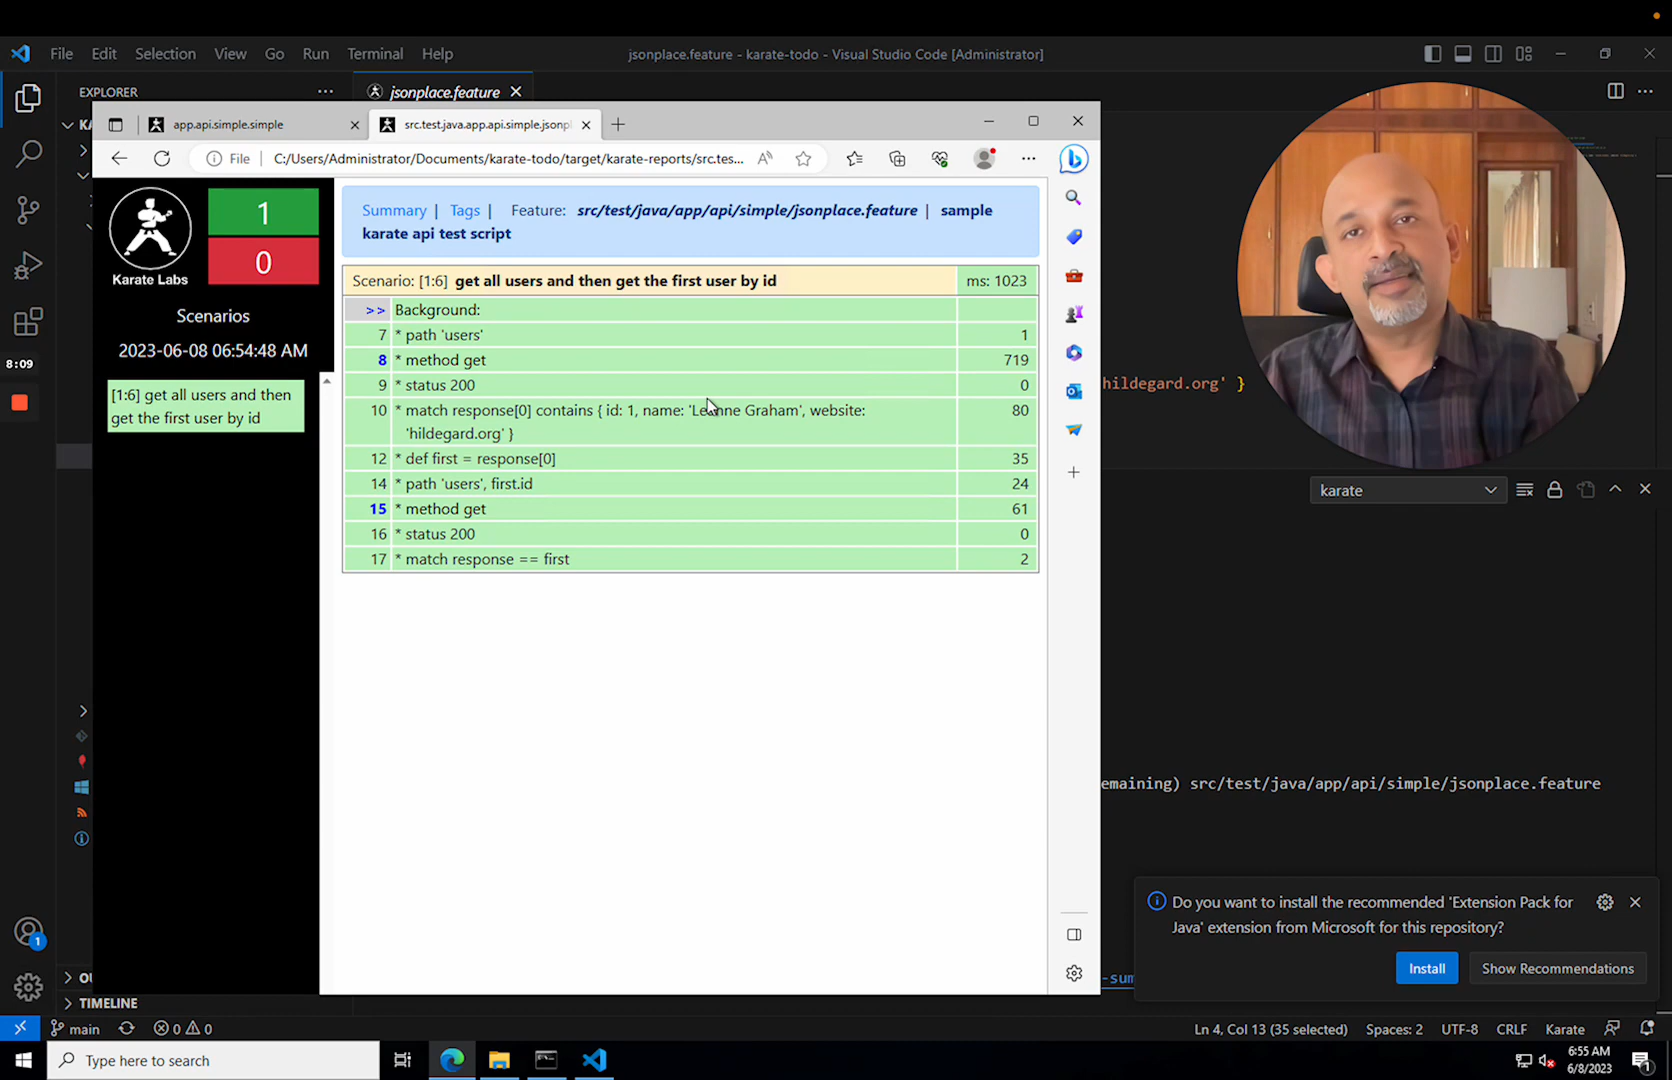 File Edit Selection View Go Run Terminal Help
jsonplace.feature - karate-todo - Visual Studio Code [Administrator]
EXPLORER
jsonplace.feature
app.api.simple.simple
src.test.java.app.api.simple.jsonpl
File
C:/Users/Administrator/Documents/karate-todo/target/karate-reports/src.tes...
Karate Labs
1
0
Scenarios
2023-06-08 06:54:48 AM
[1:6] get all users and then
get the first user by id
Summary | Tags | Feature: src/test/java/app/api/simple/jsonplace.feature | sample
karate api test script
Scenario: [1:6] get all users and then get the first user by id ms: 1023
>> Background:
7 * path 'users' 1
8 * method get 719
9 * status 200 0
10 * match response[0] contains { id: 1, name: 'Leanne Graham', website: 80
'hildegard.org' }
12 * def first = response[0] 35
14 * path 'users', first.id 24
15 * method get 61
16 * status 200 0
17 * match response == first 2
8:09
hildegard.org' }
karate
emaining) src/test/java/app/api/simple/jsonplace.feature
-sum
Do you want to install the recommended 'Extension Pack for
Java' extension from Microsoft for this repository?
Install
Show Recommendations
1
OU
TIMELINE
main 0 0
Ln 4, Col 13 (35 selected) Spaces: 2 UTF-8 CRLF Karate
Type here to search
6:55 AM
6/8/2023
1